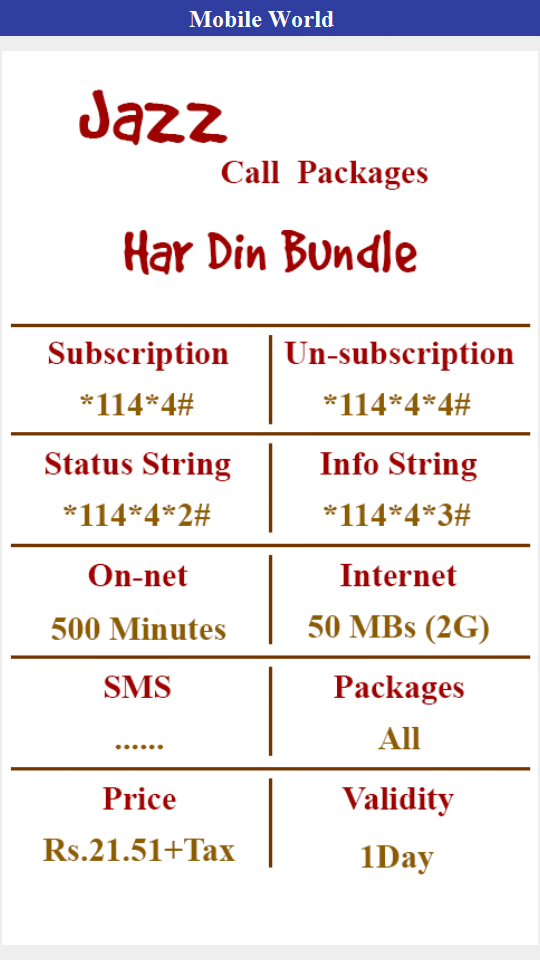 Mobile World
Jazz
Call Packages
Har Din Bundle
Subscription
*114*4#
Un-subscription
*114*4*4#
Status String
*114*4*2#
Info String
*114*4*3#
On-net
500 Minutes
Internet
50 MBs (2G)
SMS
......
Packages
All
Price
Rs.21.51+Tax
Validity
1Day